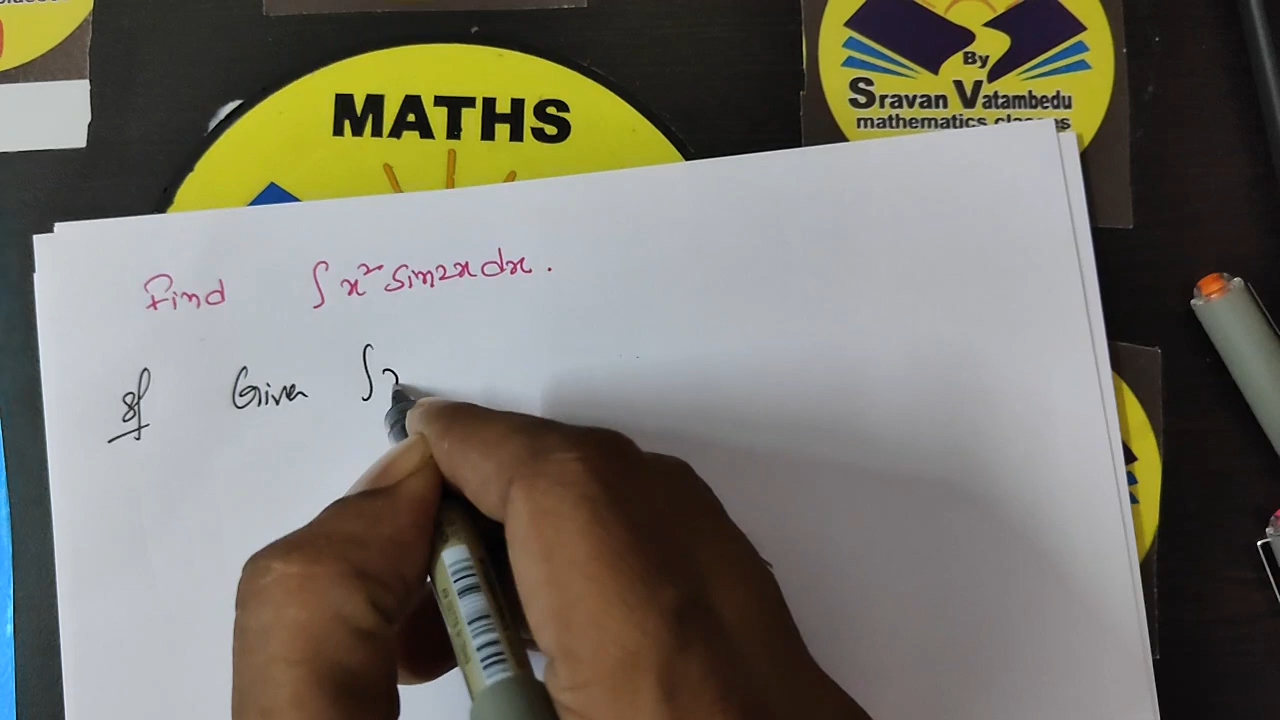 MATHS
By
Sravan Vatambedu
mathematics classes
Find ∫ x² sin2x dx.
Sol Given ∫